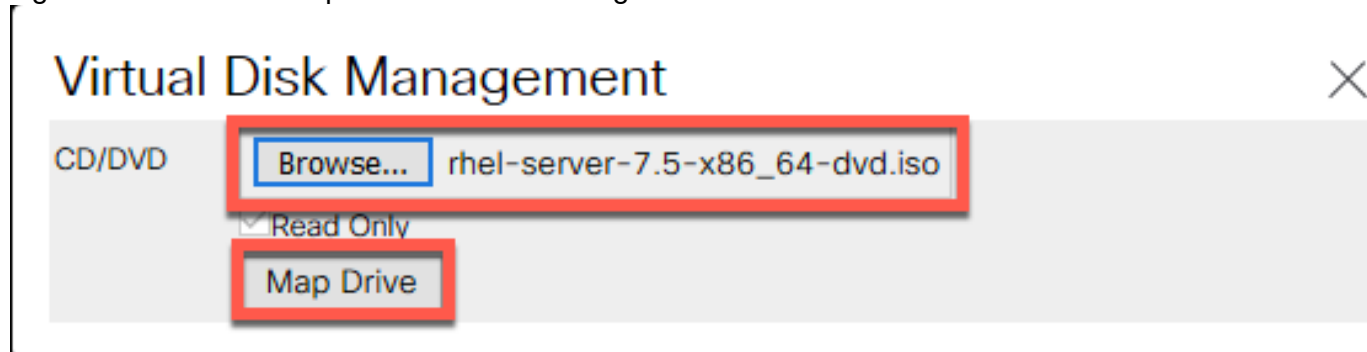 Virtual Disk Management
CD/DVD
Browse... rhel-server-7.5-x86_64-dvd.iso
Read Only
Map Drive